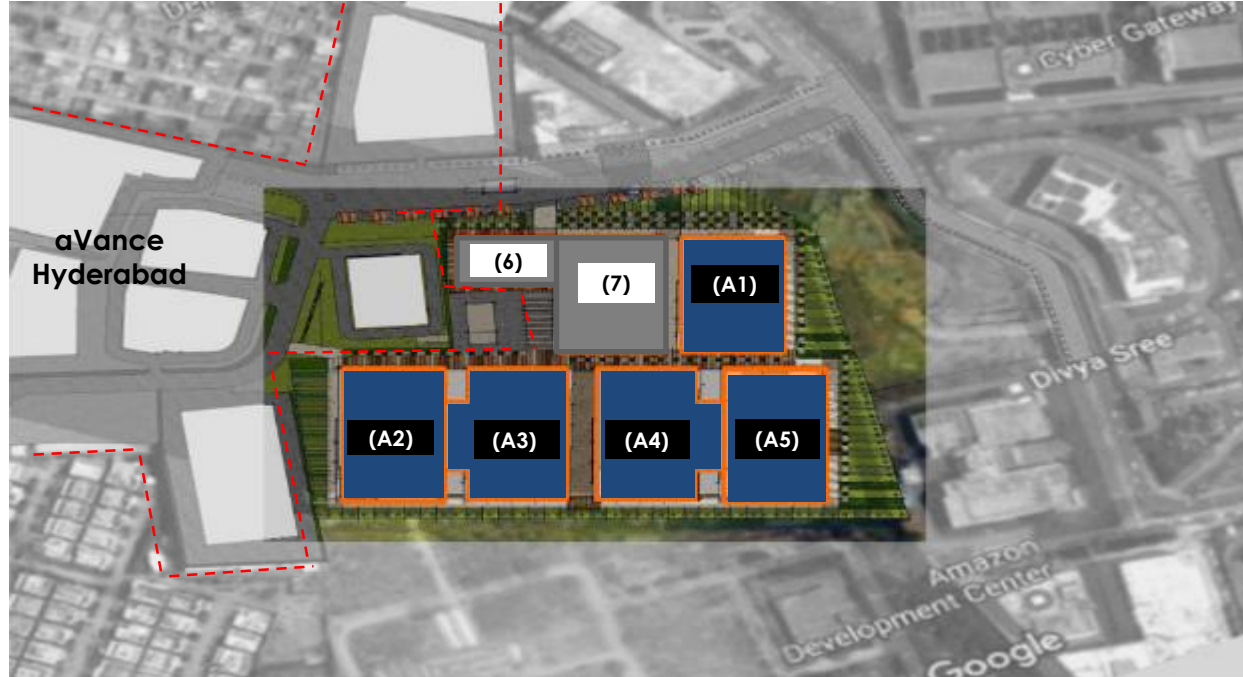 Cyber Gateway
aVance
Hyderabad
(6)
(7)
(A1)
Divya Sree
(A2)
(A3)
(A4)
(A5)
Amazon
Development Center
Google